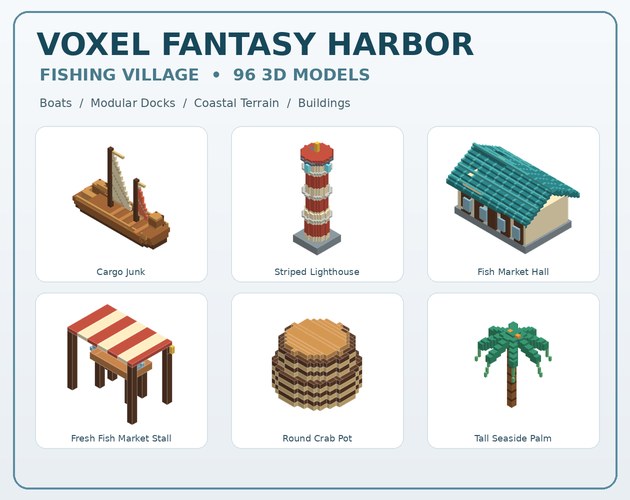 VOXEL FANTASY HARBOR
FISHING VILLAGE • 96 3D MODELS
Boats / Modular Docks / Coastal Terrain / Buildings
Cargo Junk
Striped Lighthouse
Fish Market Hall
Fresh Fish Market Stall
Round Crab Pot
Tall Seaside Palm